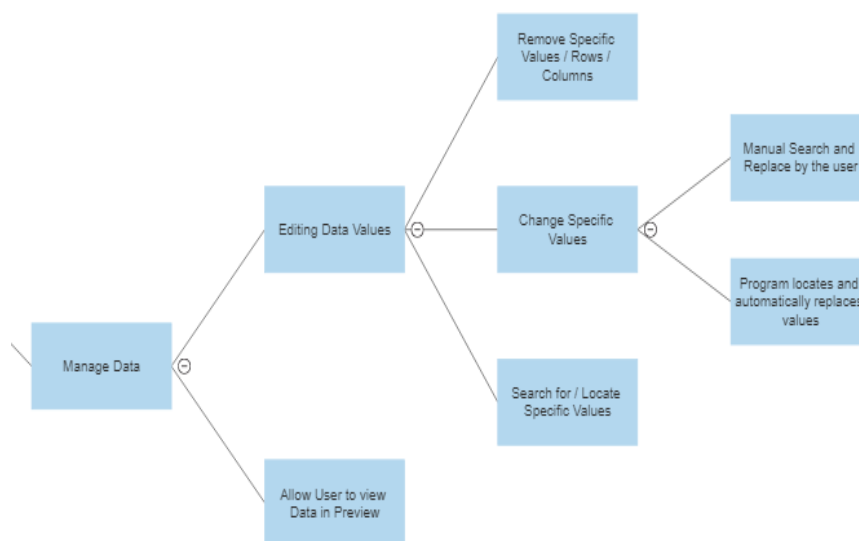 Remove Specific
Values / Rows /
Columns
Manual Search and
Replace by the user
Editing Data Values
Change Specific
Values
Program locates and
automatically replaces
values
Manage Data
Search for / Locate
Specific Values
Allow User to view
Data in Preview